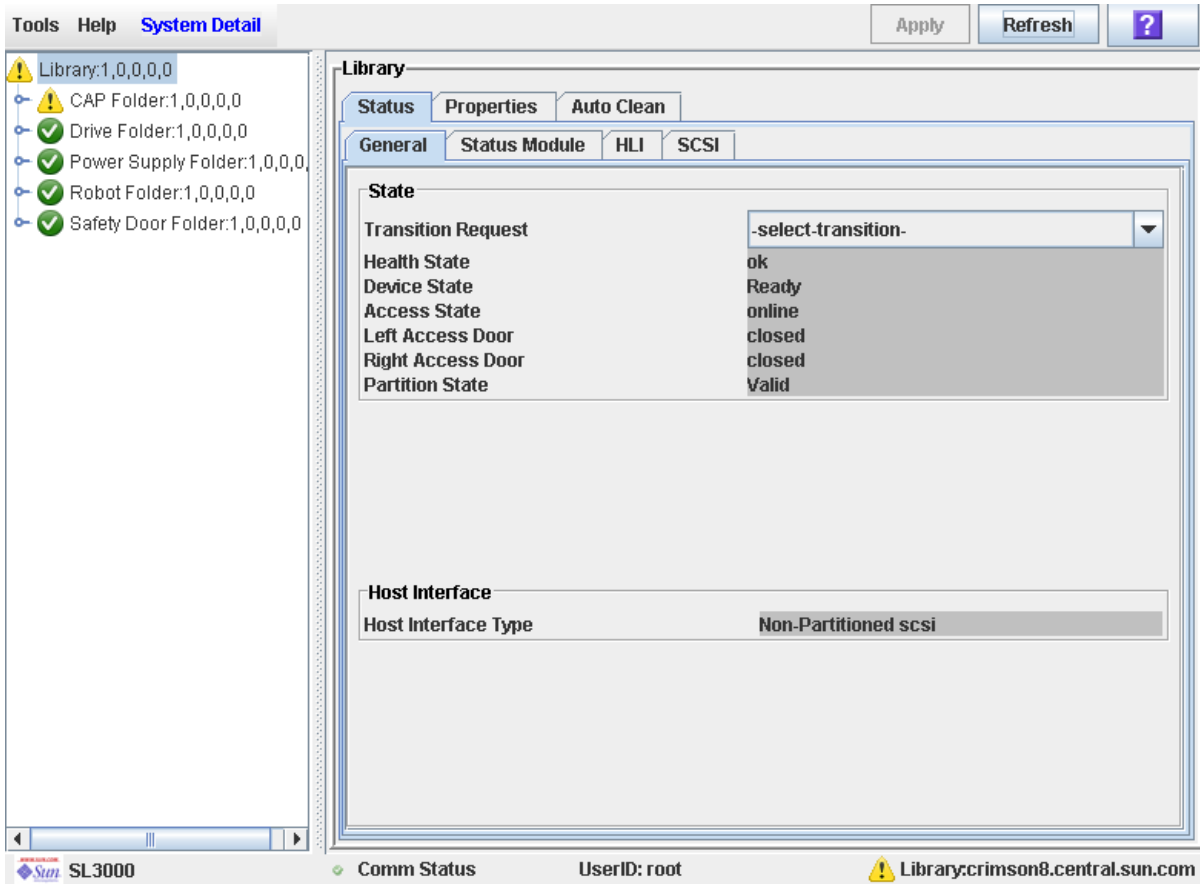 Tools Help System Detail Apply Refresh ?
Library:1,0,0,0,0
CAP Folder:1,0,0,0,0
Drive Folder:1,0,0,0,0
Power Supply Folder:1,0,0,0,
Robot Folder:1,0,0,0,0
Safety Door Folder:1,0,0,0,0
Library
Status Properties Auto Clean
General Status Module HLI SCSI
State
Transition Request -select-transition-
Health State ok
Device State Ready
Access State online
Left Access Door closed
Right Access Door closed
Partition State Valid
Host Interface
Host Interface Type Non-Partitioned scsi
Sun SL3000 Comm Status UserID: root Library:crimson8.central.sun.com